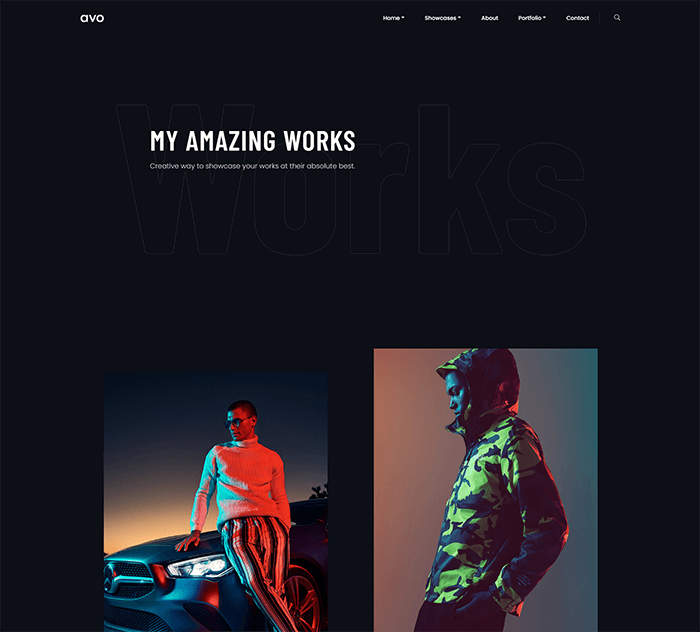 avo
Home
Showcases
About
Portfolio
Contact
Works
MY AMAZING WORKS
Creative way to showcase your works at their absolute best.